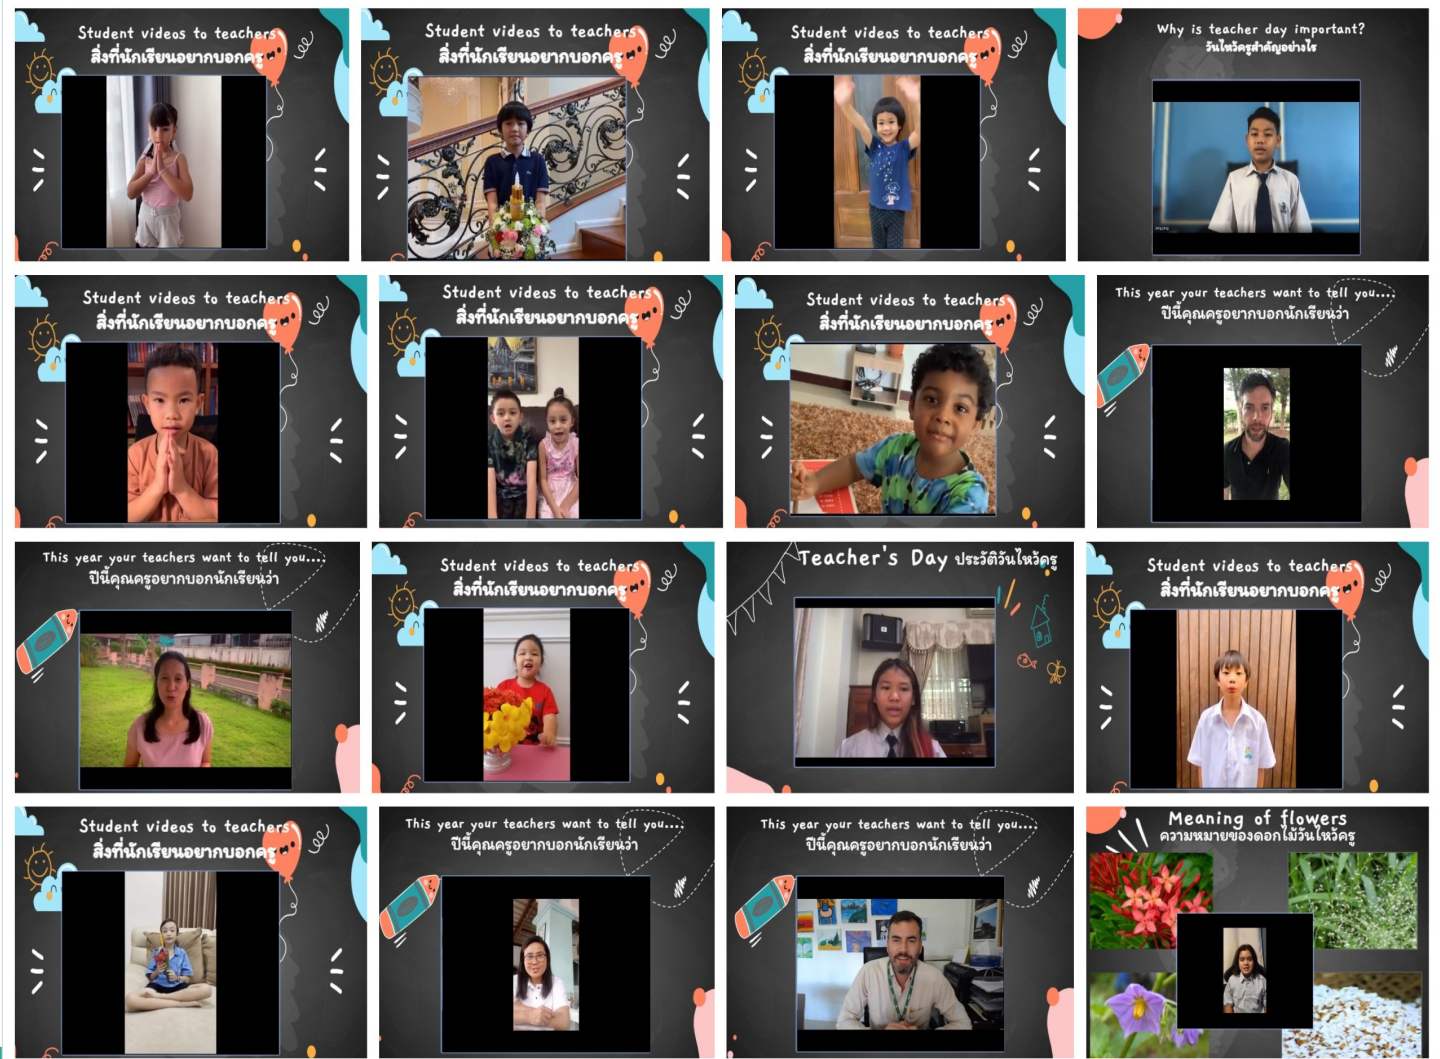 Student videos to teachers
สิ่งที่นักเรียนอยากบอกครู
Student videos to teachers
สิ่งที่นักเรียนอยากบอกครู
Student videos to teachers
สิ่งที่นักเรียนอยากบอกครู
Why is teacher day important?
วันไหว้ครูสำคัญอย่างไร
Student videos to teachers
สิ่งที่นักเรียนอยากบอกครู
Student videos to teachers
สิ่งที่นักเรียนอยากบอกครู
Student videos to teachers
สิ่งที่นักเรียนอยากบอกครู
This year your teachers want to tell you....
ปีนี้คุณครูอยากบอกนักเรียนว่า
This year your teachers want to tell you....
ปีนี้คุณครูอยากบอกนักเรียนว่า
Student videos to teachers
สิ่งที่นักเรียนอยากบอกครู
Teacher's Day ประวัติวันไหว้ครู
Student videos to teachers
สิ่งที่นักเรียนอยากบอกครู
Student videos to teachers
สิ่งที่นักเรียนอยากบอกครู
This year your teachers want to tell you....
ปีนี้คุณครูอยากบอกนักเรียนว่า
This year your teachers want to tell you....
ปีนี้คุณครูอยากบอกนักเรียนว่า
Meaning of flowers
ความหมายของดอกไม้วันไหว้ครู